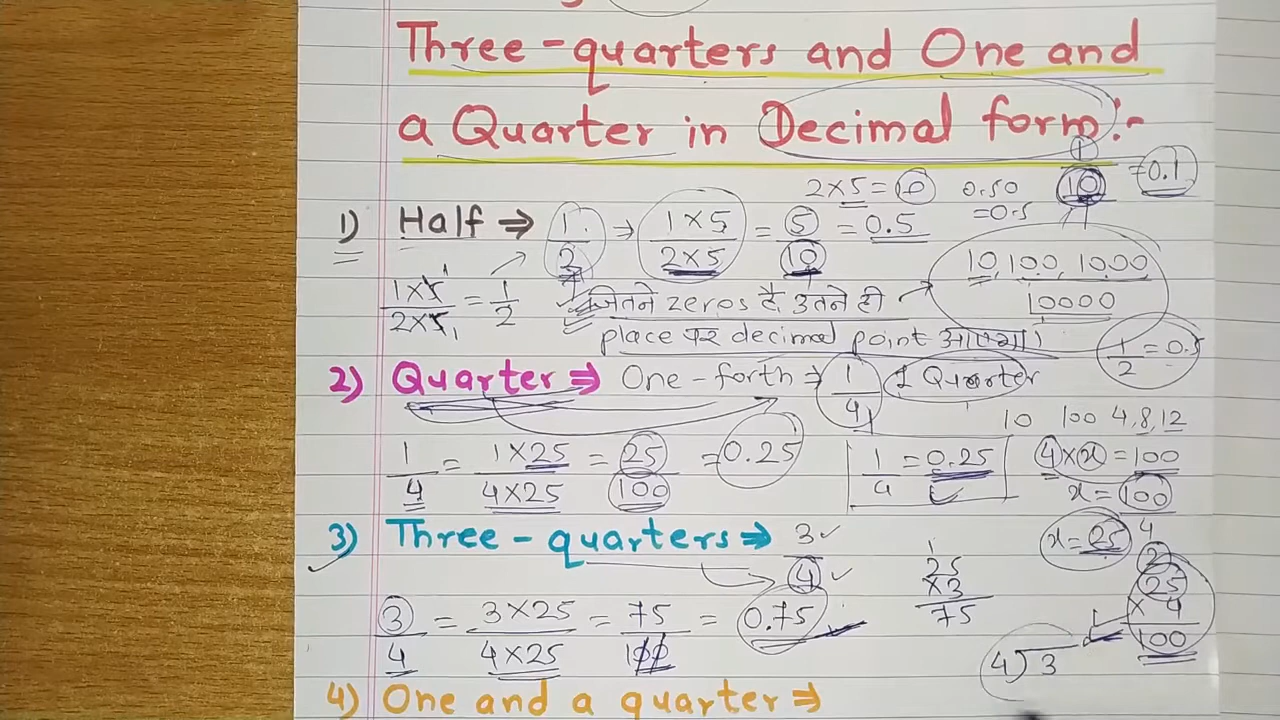 Three-quarters and One and
a Quarter in Decimal form:-
2×5=10 0.50 =0.5 1/10 =0.1
1) Half ⇒ 1/2 → 1×5/2×5 = 5/10 = 0.5
10, 100, 1000
10000
1×5/2×5 = 1/2
जितने zeros है, उतने ही
place पर decimal point आएगा।
1/2 = 0.5
2) Quarter ⇒ One-forth ⇒ 1/4 1 Quarter
10 100 4,8,12
1/4 = 1×25/4×25 = 25/100 = 0.25
1/4 = 0.25
4×x = 100
x = 100/4
x = 25
3) Three-quarters ⇒ 3/4
3/4 = 3×25/4×25 = 75/100 = 0.75
1
25
×3
75
2
25
× 4
100
4)3
4) One and a quarter ⇒